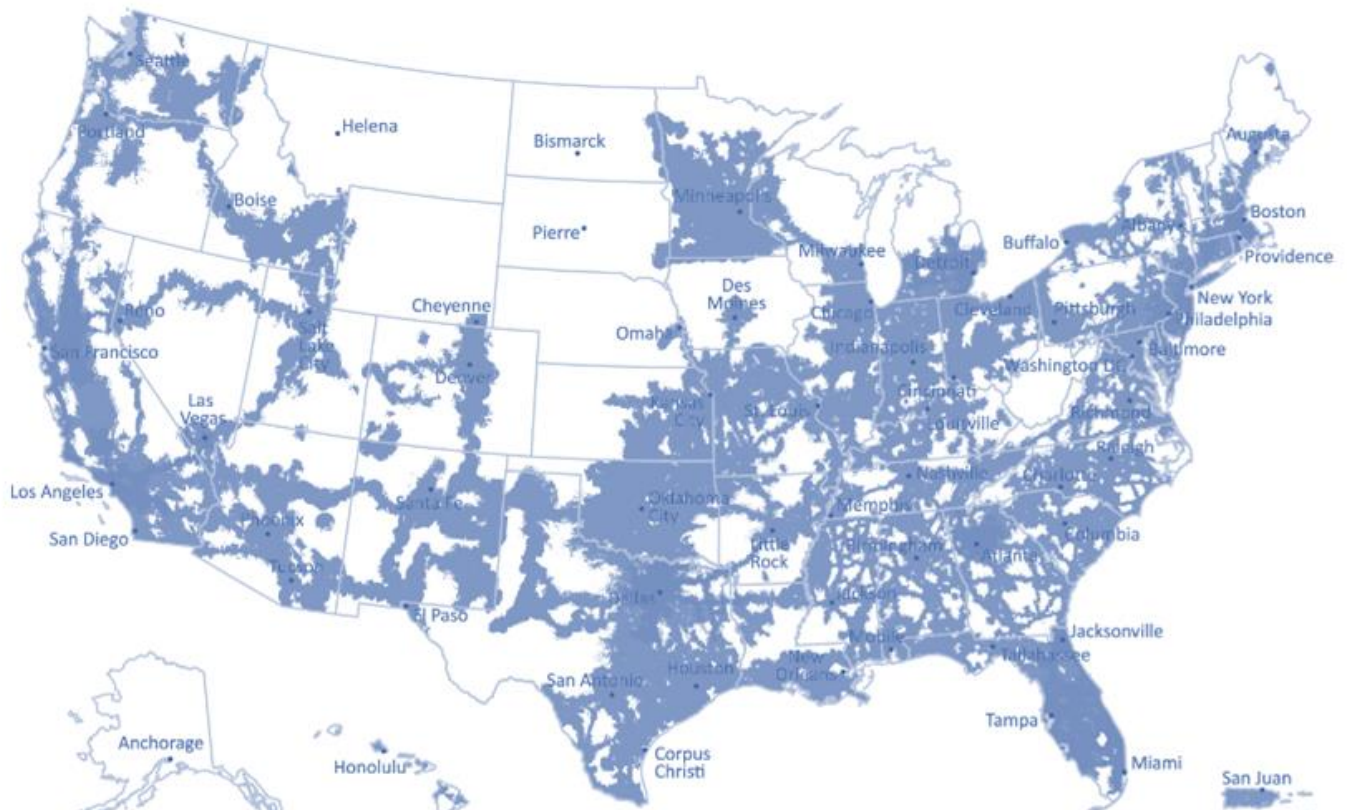 Seattle
Portland
Helena
Bismarck
Boise
Minneapolis
Pierre
Augusta
Boston
Albany
Buffalo
Providence
Milwaukee
Detroit
Cheyenne
Des
Moines
Reno
Salt
Lake
City
Omaha
Chicago
Cleveland
Pittsburgh
New York
Philadelphia
San Francisco
Denver
Indianapolis
Baltimore
Washington DC
Las
Vegas
Kansas
City
St. Louis
Cincinnati
Louisville
Richmond
Raleigh
Los Angeles
Santa Fe
Oklahoma
City
Nashville
Charlotte
Memphis
San Diego
Phoenix
Little
Rock
Birmingham
Atlanta
Columbia
Tucson
El Paso
Dallas
Jackson
Mobile
Jacksonville
Tallahassee
San Antonio
Houston
New
Orleans
Tampa
Corpus
Christi
Miami
Anchorage
Honolulu
San Juan